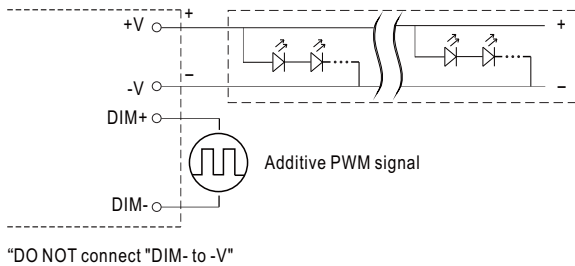 +V + +
-V − −
DIM+
Additive PWM signal
DIM-
“DO NOT connect "DIM- to -V"